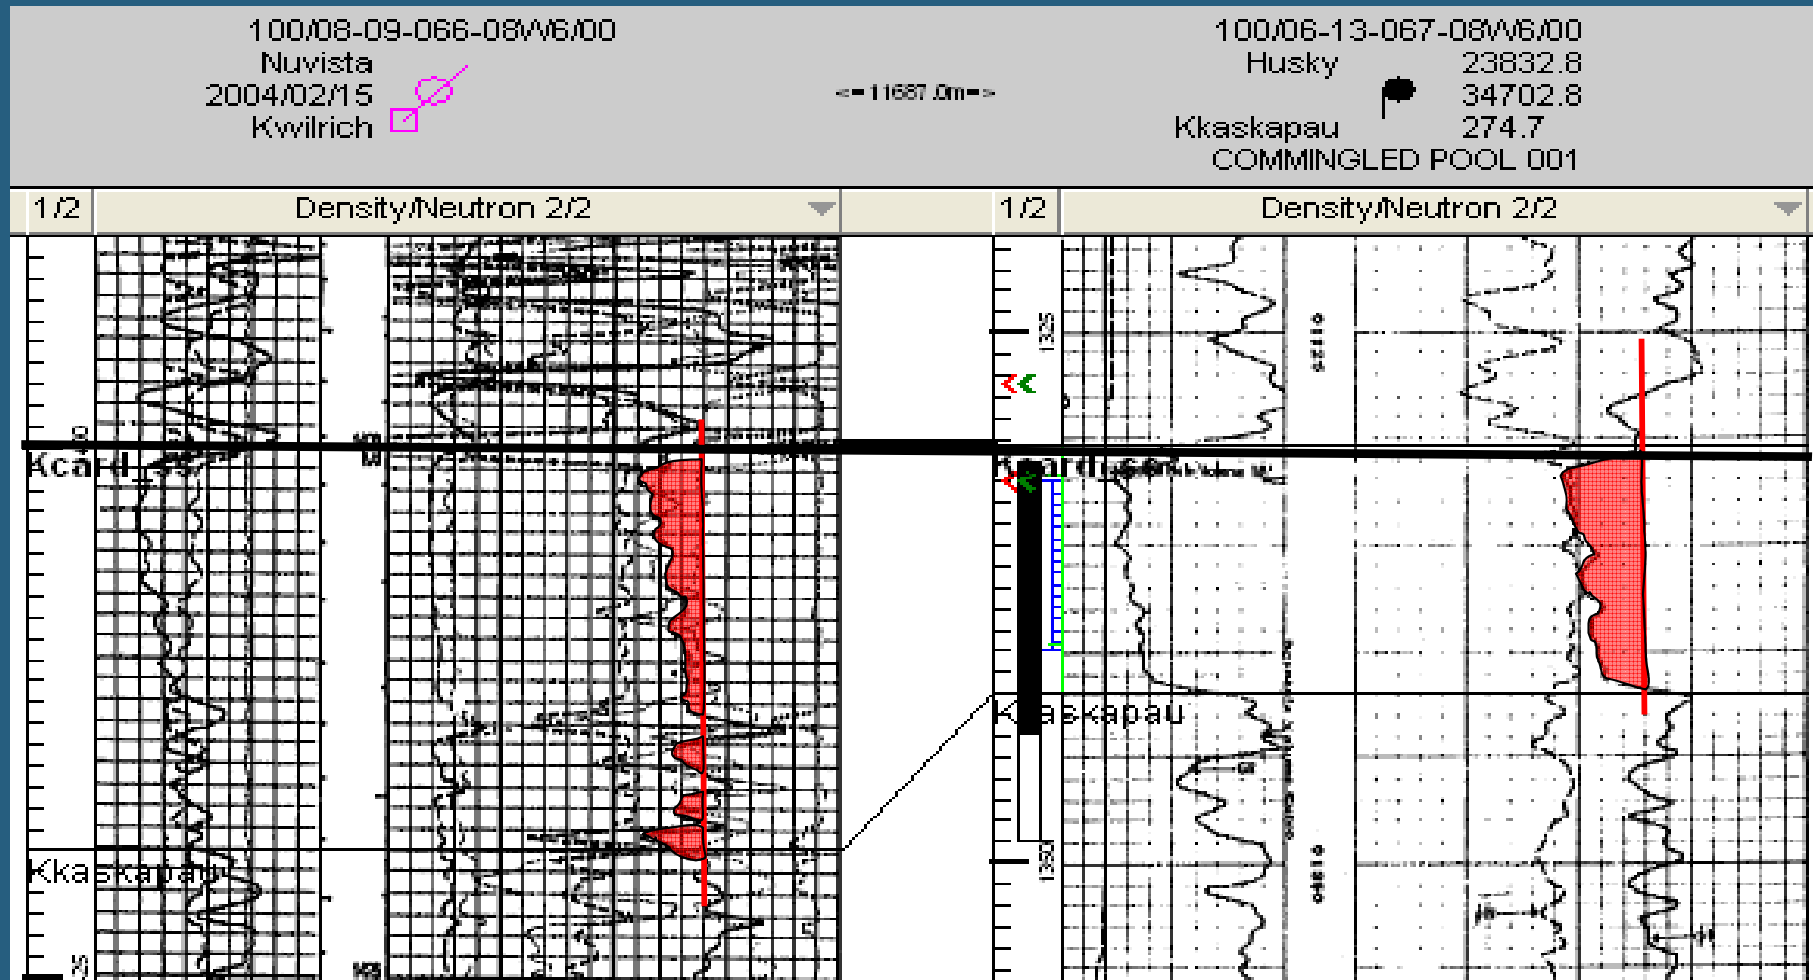 100/08-09-066-08W6/00
Nuvista
2004/02/15
Kwilrich
<=11687.0m=>
100/06-13-067-08W6/00
Husky 23832.8
34702.8
Kkaskapau 274.7
COMMINGLED POOL 001
1/2 Density/Neutron 2/2
1/2 Density/Neutron 2/2
1325
Kcard_ss
Kkaskapau
Kkaskapau
1350
25